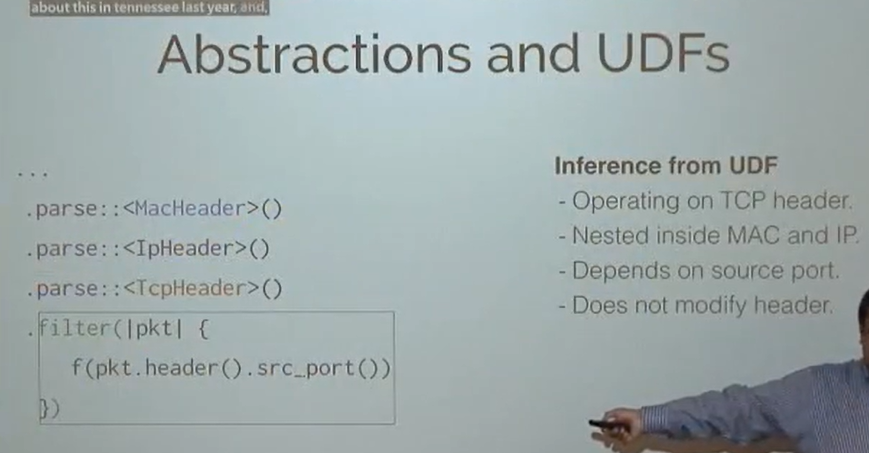 about this in tennessee last year, and,
Abstractions and UDFs
...
.parse::<MacHeader>()
.parse::<IpHeader>()
.parse::<TcpHeader>()
.filter(|pkt| {
f(pkt.header().src_port())
})
Inference from UDF
- Operating on TCP header.
- Nested inside MAC and IP.
- Depends on source port.
- Does not modify header.